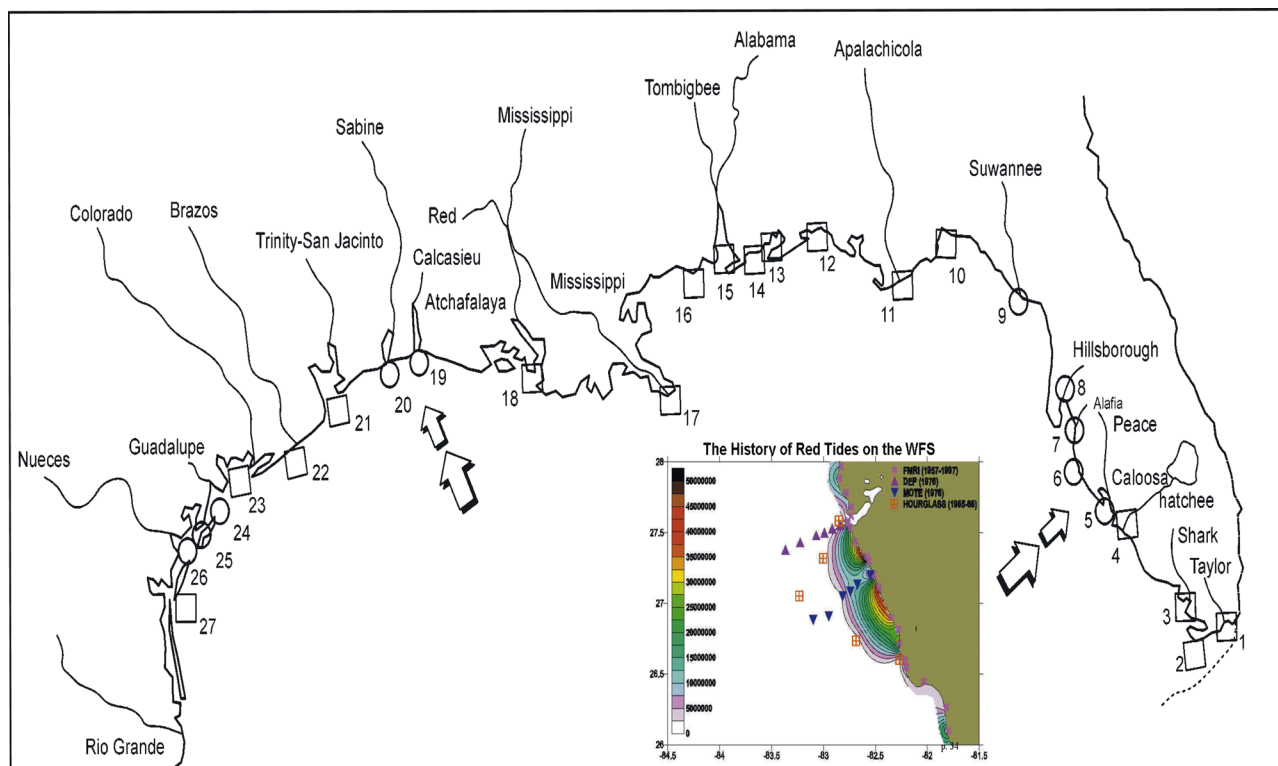 Alabama
Tombigbee
Apalachicola
Mississippi
Sabine
Suwannee
Colorado
Brazos
Red
Trinity-San Jacinto
Calcasieu
Atchafalaya
Mississippi
16
15
14
13
12
11
10
9
Hillsborough
8
Alafia
7
Peace
6
Caloosa
hatchee
5
4
Shark
Taylor
3
2
1
19
20
18
17
21
22
Nueces
Guadalupe
23
24
25
26
27
Rio Grande
The History of Red Tides on the WFS
FMRI (1957-1997)
DEP (1976)
MOTE (1976)
HOURGLASS (1965-66)
50000000
45000000
40000000
35000000
30000000
25000000
20000000
15000000
10000000
5000000
0
28
27.5
27
26.5
26
-84.5
-84
-83.5
-83
-82.5
-82
-81.5
p. 34